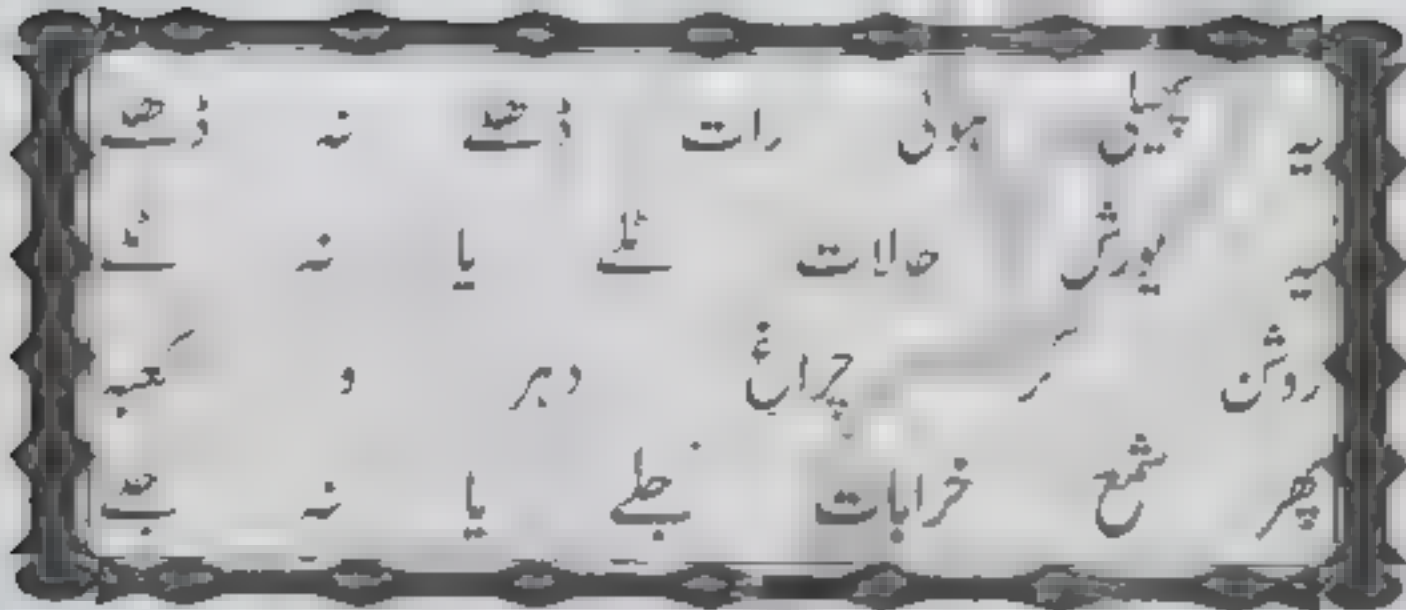 یہ پھیلی ہوئی رات ڈھلے نہ ڈھلے
یہ یورش حالات ٹلے یا نہ ٹلے
روشن کر چراغ دہر و کعبہ
پھر شمع خرابات جلے یا نہ جلے